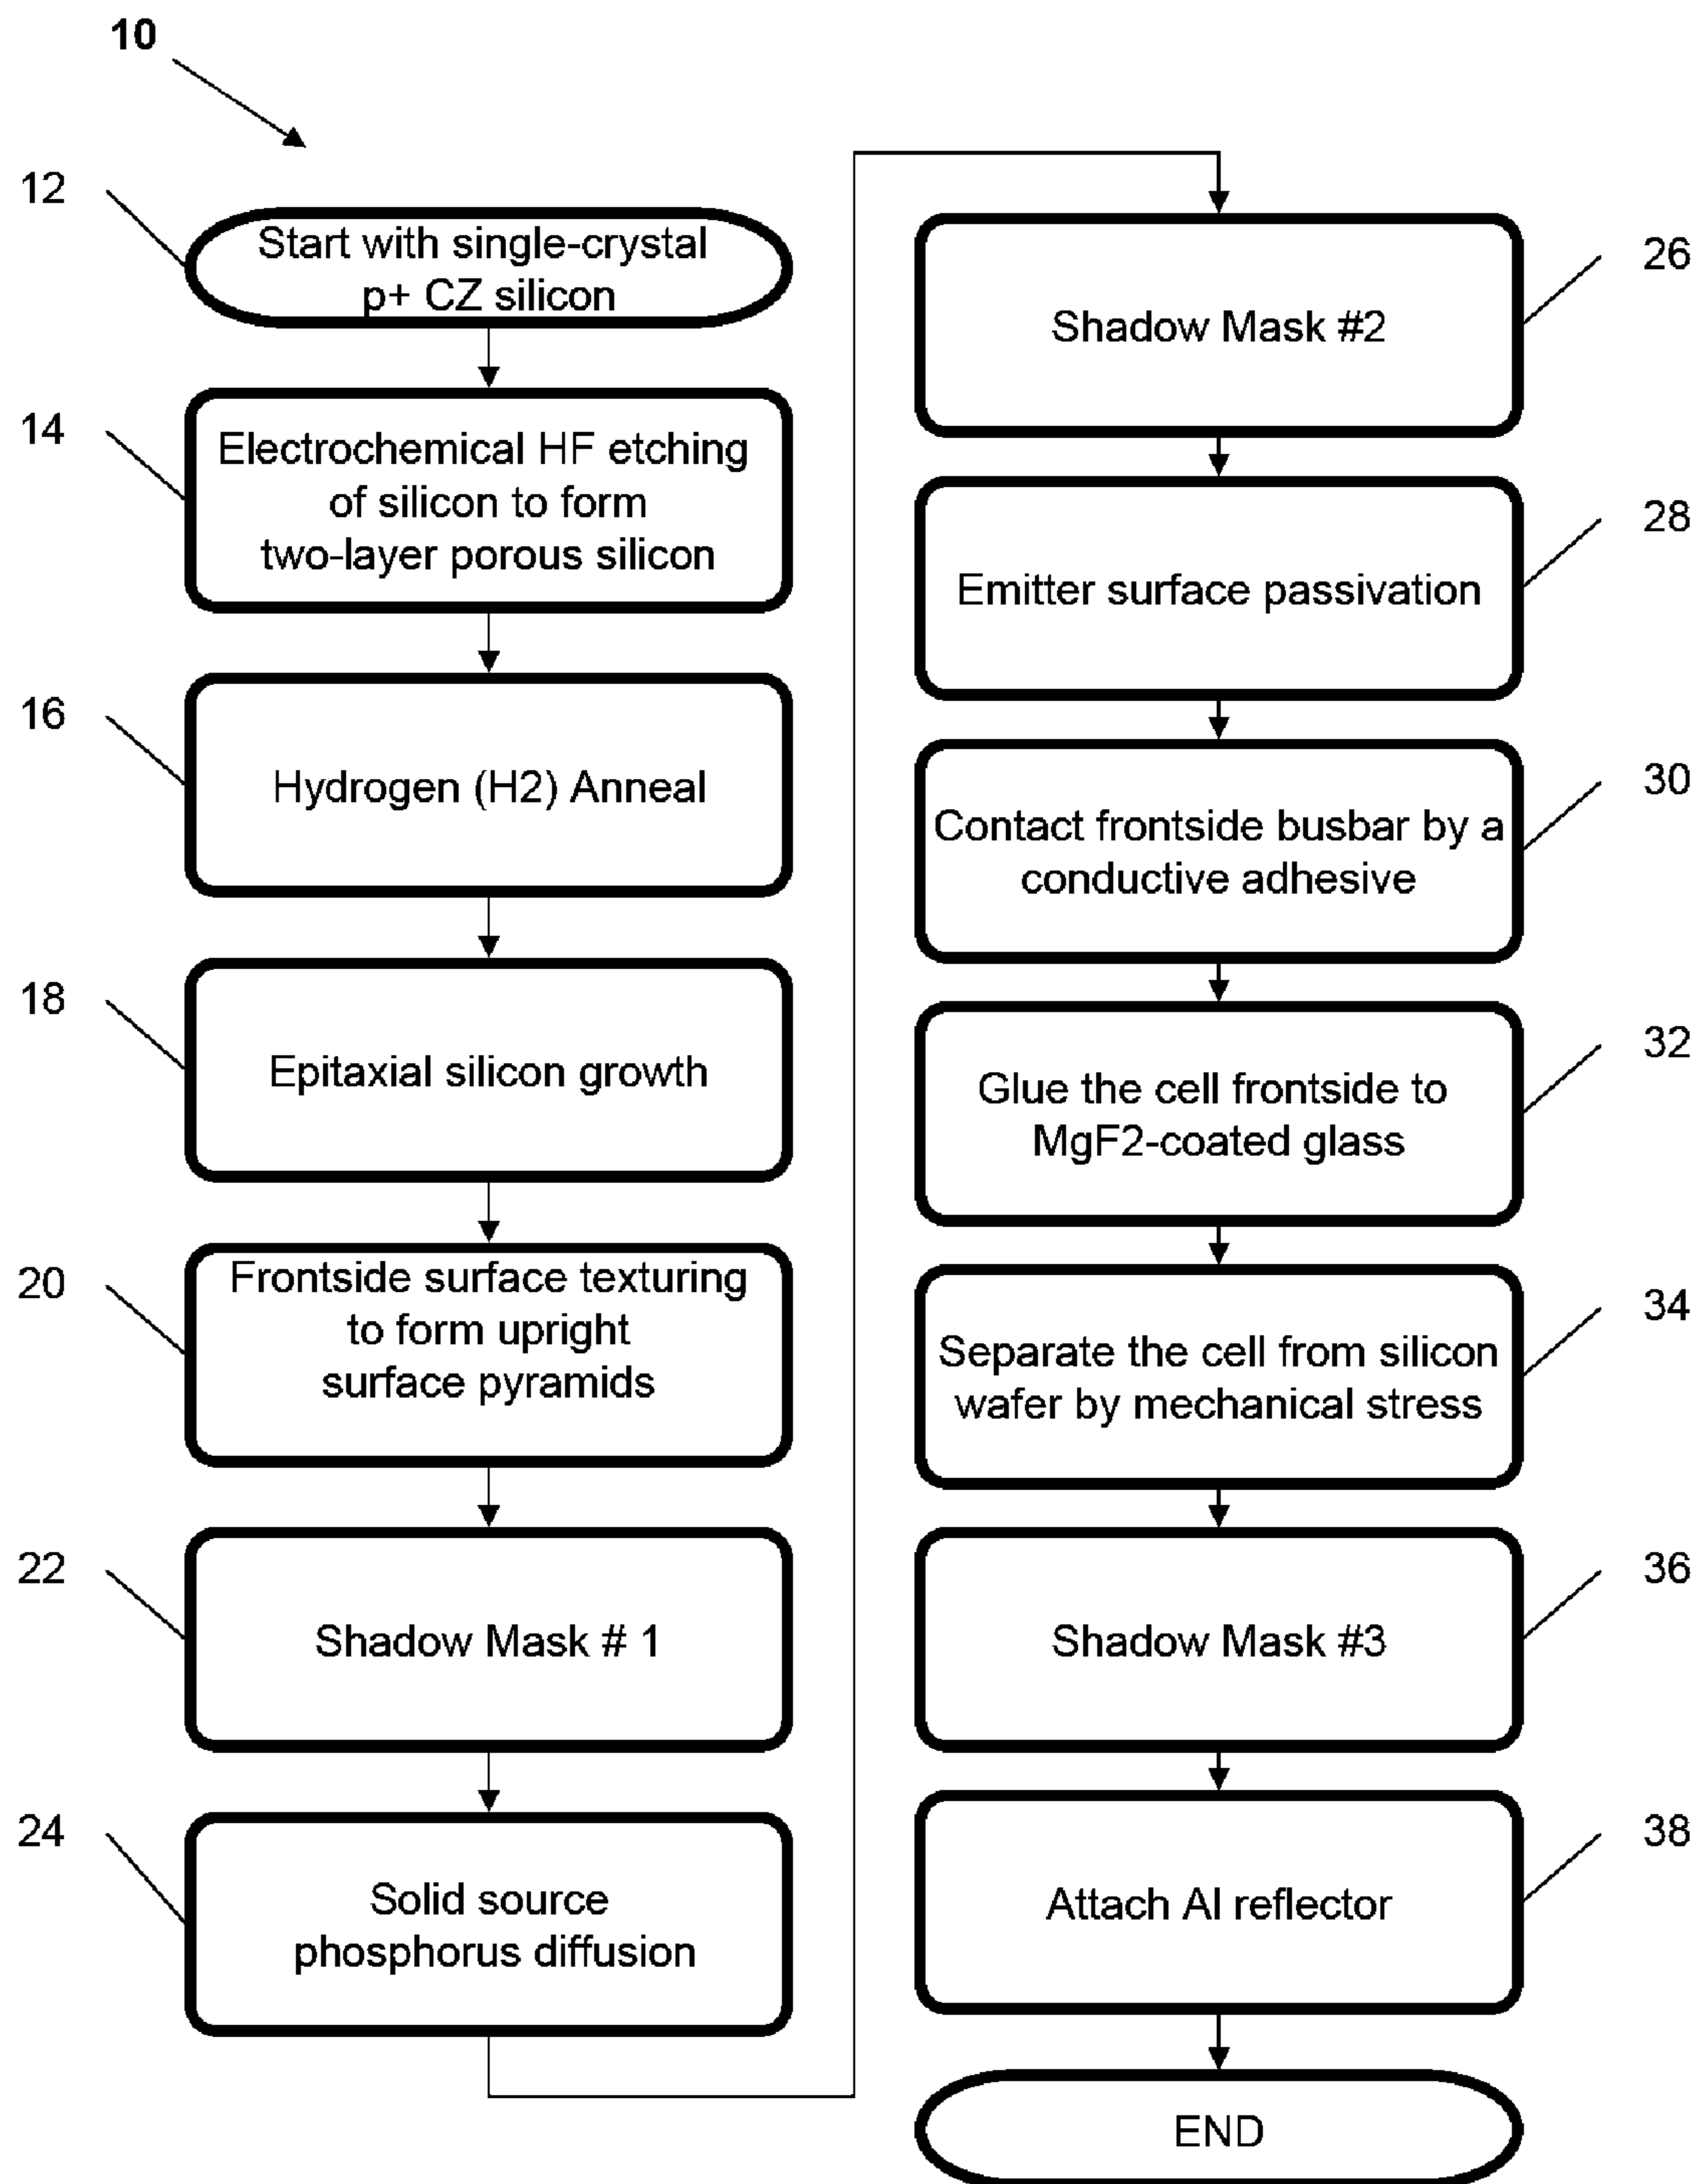 10
12
Start with single-crystal
p+ CZ silicon
14
Electrochemical HF etching
of silicon to form
two-layer porous silicon
16
Hydrogen (H2) Anneal
18
Epitaxial silicon growth
20
Frontside surface texturing
to form upright
surface pyramids
22
Shadow Mask # 1
24
Solid source
phosphorus diffusion
26
Shadow Mask #2
28
Emitter surface passivation
30
Contact frontside busbar by a
conductive adhesive
32
Glue the cell frontside to
MgF2-coated glass
34
Separate the cell from silicon
wafer by mechanical stress
36
Shadow Mask #3
38
Attach Al reflector
END